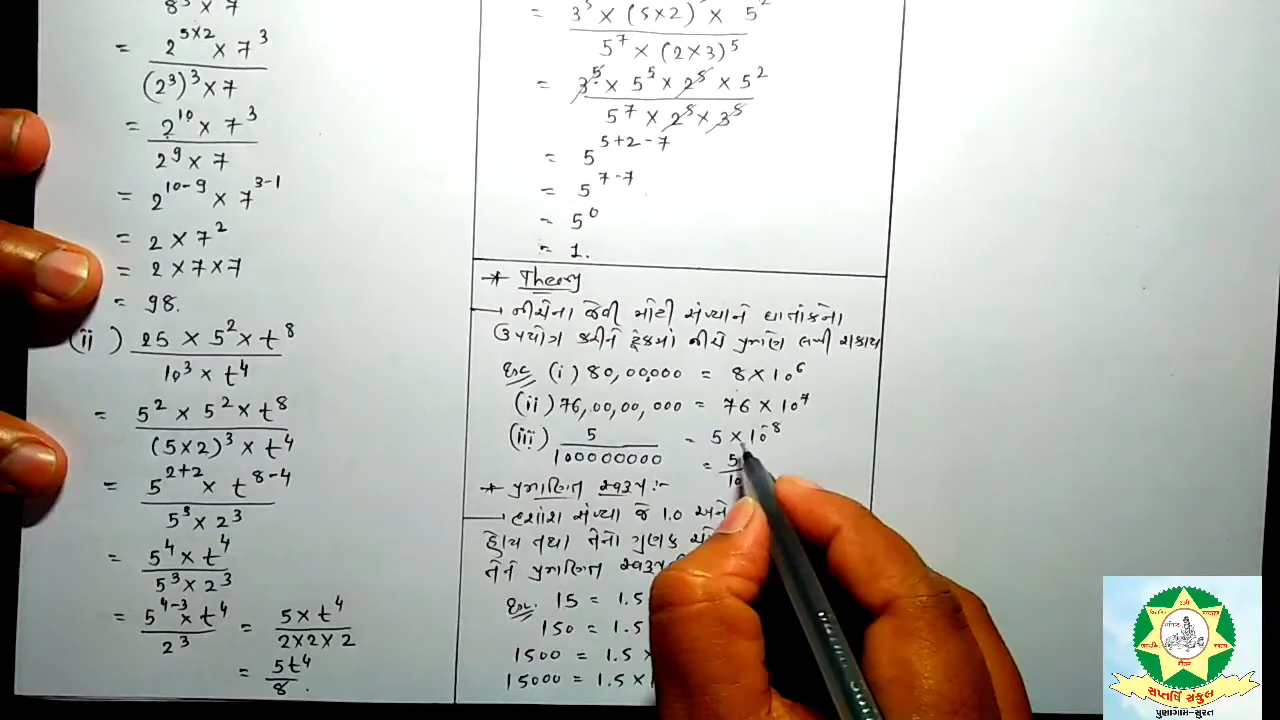 8³ × 7
= 2^(5×2) × 7³
(2³)³ × 7
= 2¹⁰ × 7³
2⁹ × 7
= 2^(10-9) × 7^(3-1)
= 2 × 7²
= 2 × 7 × 7
= 98.
(ii) 25 × 5² × t⁸
10³ × t⁴
= 5² × 5² × t⁸
(5×2)³ × t⁴
= 5^(2+2) × t^(8-4)
5³ × 2³
= 5⁴ × t⁴
5³ × 2³
= 5^(4-3) × t⁴ = 5 × t⁴
2³ 2×2×2
= 5t⁴
8.
= 3⁵ × (5×2)⁵ × 5²
5⁷ × (2×3)⁵
= 3⁵ × 5⁵ × 2⁵ × 5²
5⁷ × 2⁵ × 3⁵
= 5^(5+2-7)
= 5^(7-7)
= 5⁰
= 1.
* Theory
→ નીચેના જેવી મોટી સંખ્યાને ઘાતાંકનો
ઉપયોગ કરીને ટૂંકમાં નીચે પ્રમાણે લખી શકાય
Ex (i) 80,00,000 = 8 × 10⁶
(ii) 76,00,00,000 = 76 × 10⁷
(iii) 5 = 5 × 10⁻⁸
100000000 = 5
10
* પ્રમાણિત સ્વરૂપ :-
→ દશાંશ સંખ્યા જે 1.0 અને
હોય તથા તેનો ગુણક
તેને પ્રમાણિત સ્વરૂપ
Ex. 15 = 1.5
150 = 1.5
1500 = 1.5 ×
15000 = 1.5 × 1
સપ્તર્ષિ સંકુલ
પુણાગામ-સુરત